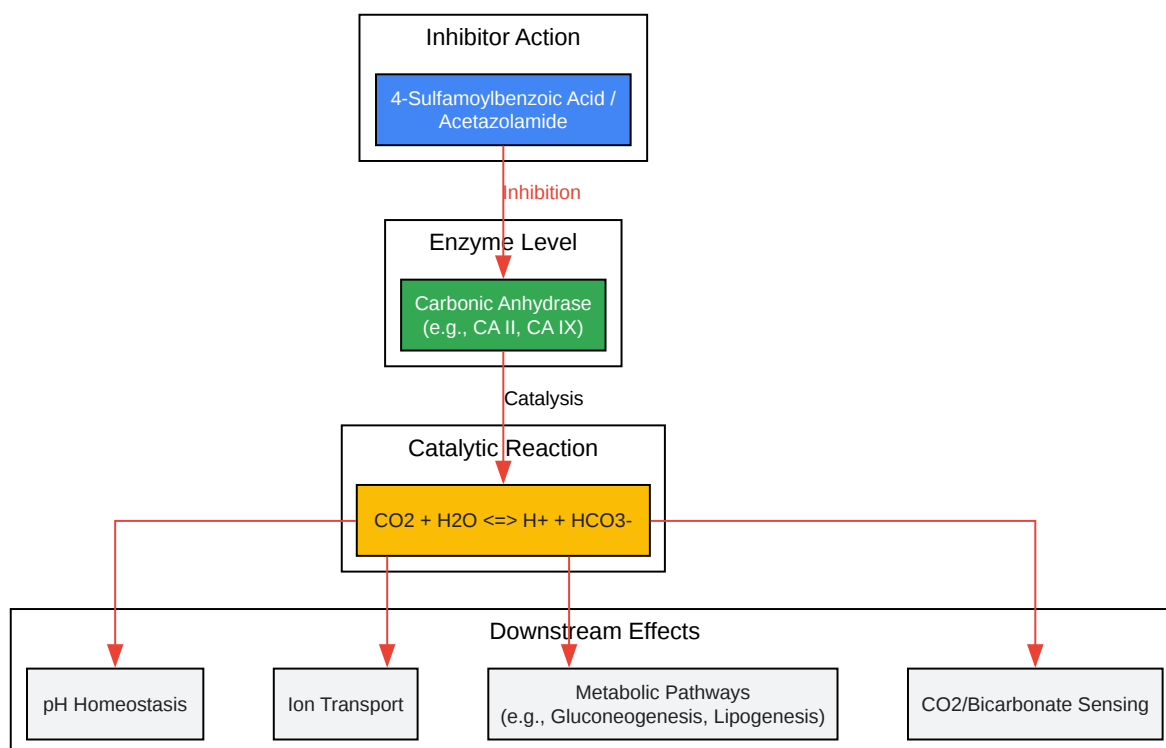 Inhibitor Action
4-Sulfamoylbenzoic Acid /
Acetazolamide
Inhibition
Enzyme Level
Carbonic Anhydrase
(e.g., CA II, CA IX)
Catalysis
Catalytic Reaction
CO2 + H2O <=> H+ + HCO3-
Downstream Effects
pH Homeostasis
Ion Transport
Metabolic Pathways
(e.g., Gluconeogenesis, Lipogenesis)
CO2/Bicarbonate Sensing